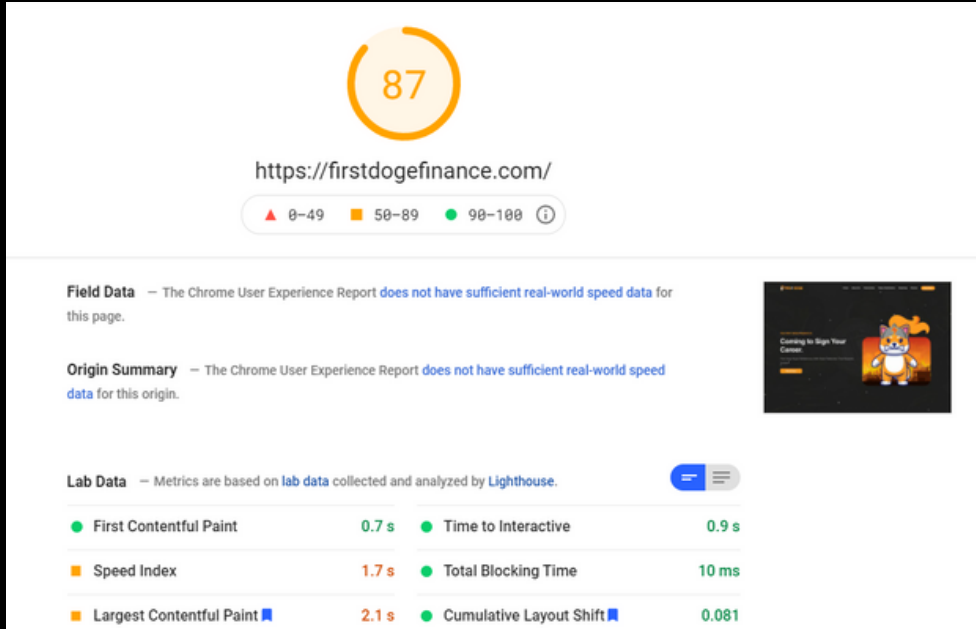 87
https://firstdogefinance.com/
0–49 50–89 90–100
Field Data — The Chrome User Experience Report does not have sufficient real-world speed data for
this page.
Origin Summary — The Chrome User Experience Report does not have sufficient real-world speed
data for this origin.
Coming to Sign Your
Career.
Lab Data — Metrics are based on lab data collected and analyzed by Lighthouse.
First Contentful Paint 0.7 s
Time to Interactive 0.9 s
Speed Index 1.7 s
Total Blocking Time 10 ms
Largest Contentful Paint 2.1 s
Cumulative Layout Shift 0.081